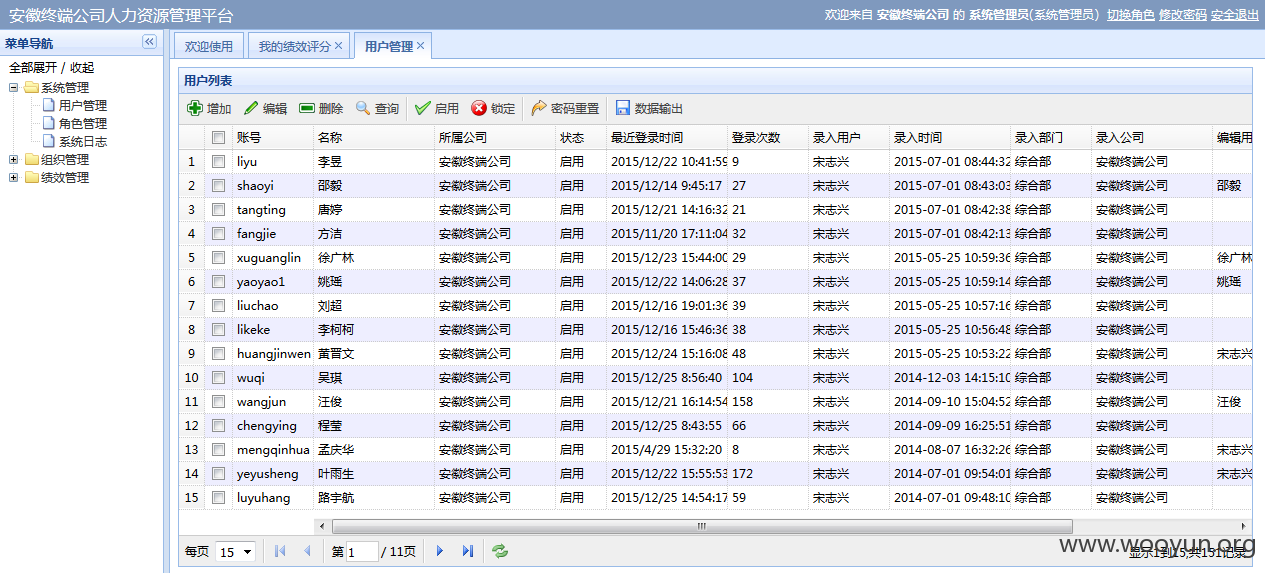 安徽终端公司人力资源管理平台
欢迎来自 安徽终端公司 的 系统管理员(系统管理员) 切换角色 修改密码 安全退出
菜单导航
全部展开 / 收起
系统管理
用户管理
角色管理
系统日志
组织管理
绩效管理
欢迎使用 我的绩效评分 用户管理
用户列表
增加 编辑 删除 查询 启用 锁定 密码重置 数据输出
账号 名称 所属公司 状态 最近登录时间 登录次数 录入用户 录入时间 录入部门 录入公司 编辑用
1 liyu 李昱 安徽终端公司 启用 2015/12/22 10:41:59 9 宋志兴 2015-07-01 08:44:32 综合部 安徽终端公司
2 shaoyi 邵毅 安徽终端公司 启用 2015/12/14 9:45:17 27 宋志兴 2015-07-01 08:43:03 综合部 安徽终端公司 邵毅
3 tangting 唐婷 安徽终端公司 启用 2015/12/21 14:16:32 21 宋志兴 2015-07-01 08:42:38 综合部 安徽终端公司
4 fangjie 方洁 安徽终端公司 启用 2015/11/20 17:11:04 32 宋志兴 2015-07-01 08:42:13 综合部 安徽终端公司
5 xuguanglin 徐广林 安徽终端公司 启用 2015/12/23 15:44:00 29 宋志兴 2015-05-25 10:59:36 综合部 安徽终端公司 徐广林
6 yaoyao1 姚瑶 安徽终端公司 启用 2015/12/22 14:06:28 37 宋志兴 2015-05-25 10:59:14 综合部 安徽终端公司 姚瑶
7 liuchao 刘超 安徽终端公司 启用 2015/12/16 19:01:36 39 宋志兴 2015-05-25 10:57:16 综合部 安徽终端公司
8 likeke 李柯柯 安徽终端公司 启用 2015/12/16 15:46:36 38 宋志兴 2015-05-25 10:56:48 综合部 安徽终端公司
9 huangjinwen 黄晋文 安徽终端公司 启用 2015/12/24 15:16:08 48 宋志兴 2015-05-25 10:53:22 综合部 安徽终端公司 宋志兴
10 wuqi 吴琪 安徽终端公司 启用 2015/12/25 8:56:40 104 宋志兴 2014-12-03 14:15:10 综合部 安徽终端公司
11 wangjun 汪俊 安徽终端公司 启用 2015/12/21 16:14:54 158 宋志兴 2014-09-10 15:04:52 综合部 安徽终端公司 汪俊
12 chengying 程莹 安徽终端公司 启用 2015/12/25 8:43:55 66 宋志兴 2014-09-09 16:25:51 综合部 安徽终端公司
13 mengqinhua 孟庆华 安徽终端公司 启用 2015/4/29 15:32:20 8 宋志兴 2014-08-07 16:32:26 综合部 安徽终端公司 宋志兴
14 yeyusheng 叶雨生 安徽终端公司 启用 2015/12/22 15:55:53 172 宋志兴 2014-07-01 09:54:01 综合部 安徽终端公司 宋志兴
15 luyuhang 路宇航 安徽终端公司 启用 2015/12/25 14:54:17 59 宋志兴 2014-07-01 09:48:10 综合部 安徽终端公司
每页 15 第 1 / 11页 显示1到15,共151记录
www.wooyun.org